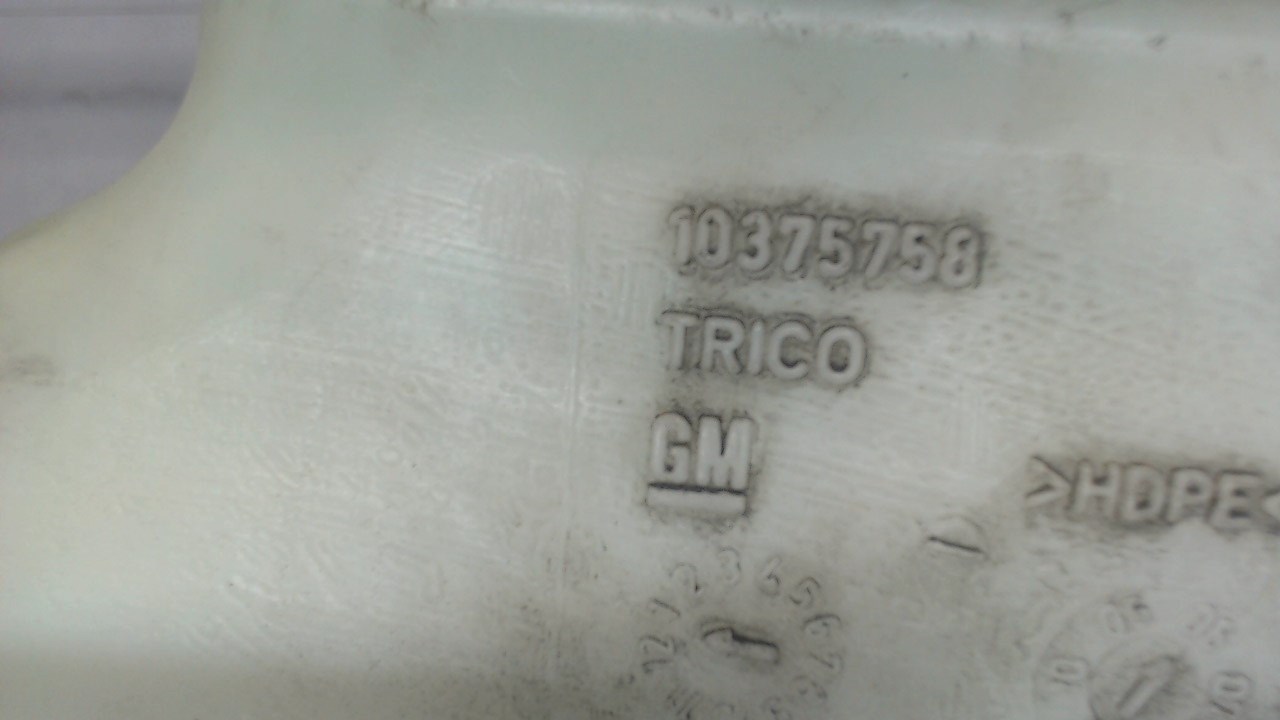 10375758
TRICO
GM
>HDPE<